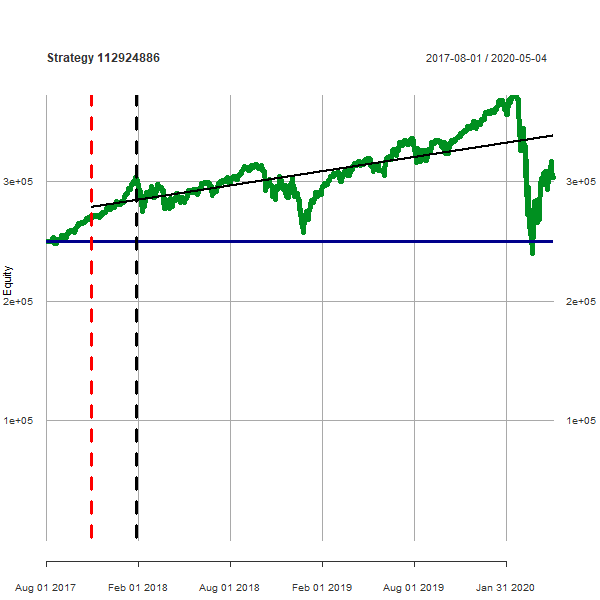 Strategy 112924886
2017-08-01 / 2020-05-04
3e+05
3e+05
Equity
2e+05
2e+05
1e+05
1e+05
Aug 01 2017
Feb 01 2018
Aug 01 2018
Feb 01 2019
Aug 01 2019
Jan 31 2020